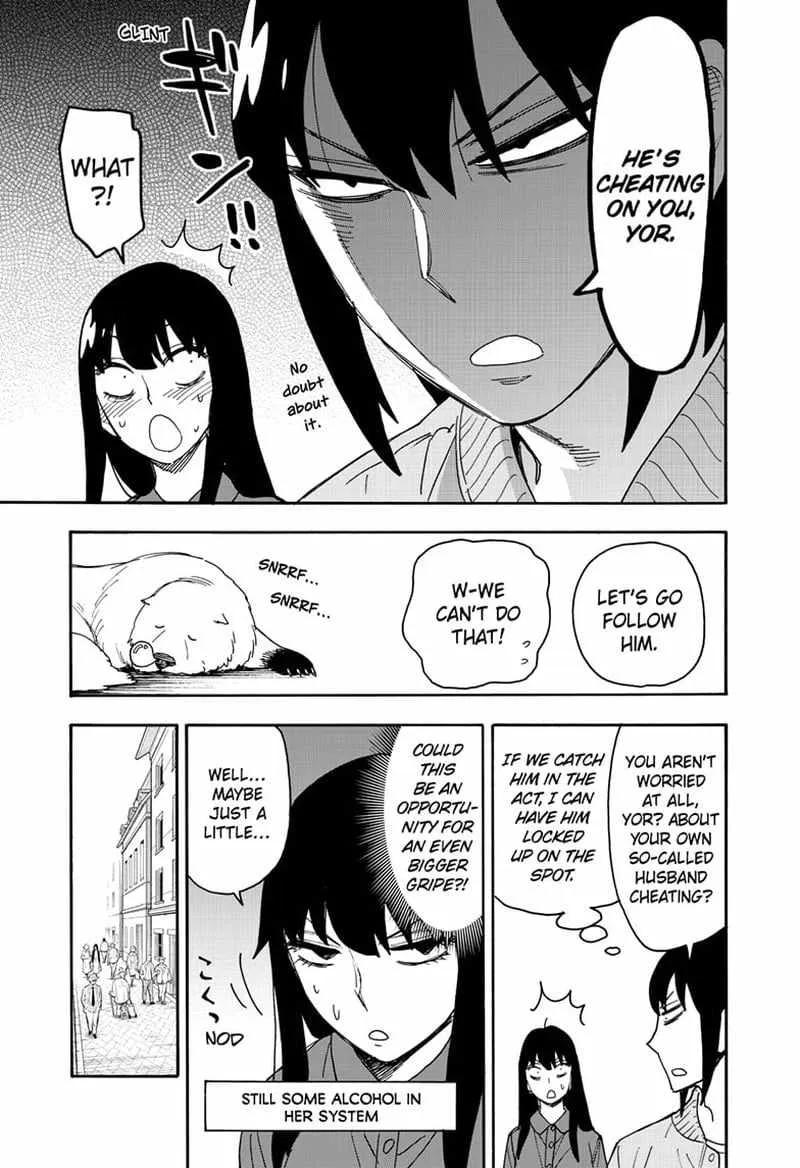 HE'S
CHEATING
ON YOU,
YOR.
GLINT
ギンッ!!
WHAT
?!
No
doubt
about
it.
LET'S GO
FOLLOW
HIM.
W-WE
CAN'T DO
THAT!
SNRRF...
SNRRF...
YOU AREN'T
WORRIED
AT ALL,
YOR? ABOUT
YOUR OWN
SO-CALLED
HUSBAND
CHEATING?
IF WE CATCH
HIM IN THE
ACT, I CAN
HAVE HIM
LOCKED
UP ON THE
SPOT.
COULD
THIS
BE AN
OPPORTU-
NITY FOR
AN EVEN
BIGGER
GRIPE?!
WELL...
MAYBE
JUST A
LITTLE...
こくっ
NOD
STILL SOME ALCOHOL IN
HER SYSTEM